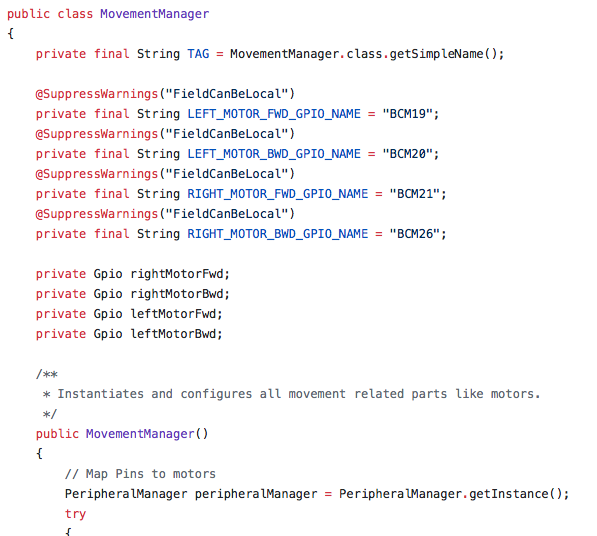 public class MovementManager
{
    private final String TAG = MovementManager.class.getSimpleName();

    @SuppressWarnings("FieldCanBeLocal")
    private final String LEFT_MOTOR_FWD_GPIO_NAME = "BCM19";
    @SuppressWarnings("FieldCanBeLocal")
    private final String LEFT_MOTOR_BWD_GPIO_NAME = "BCM20";
    @SuppressWarnings("FieldCanBeLocal")
    private final String RIGHT_MOTOR_FWD_GPIO_NAME = "BCM21";
    @SuppressWarnings("FieldCanBeLocal")
    private final String RIGHT_MOTOR_BWD_GPIO_NAME = "BCM26";

    private Gpio rightMotorFwd;
    private Gpio rightMotorBwd;
    private Gpio leftMotorFwd;
    private Gpio leftMotorBwd;

    /**
     * Instantiates and configures all movement related parts like motors.
     */
    public MovementManager()
    {
        // Map Pins to motors
        PeripheralManager peripheralManager = PeripheralManager.getInstance();
        try
        {